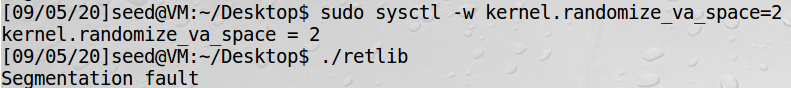 [09/05/20]seed@VM:~/Desktop$ sudo sysctl -w kernel.randomize_va_space=2
kernel.randomize_va_space = 2
[09/05/20]seed@VM:~/Desktop$ ./retlib
Segmentation fault